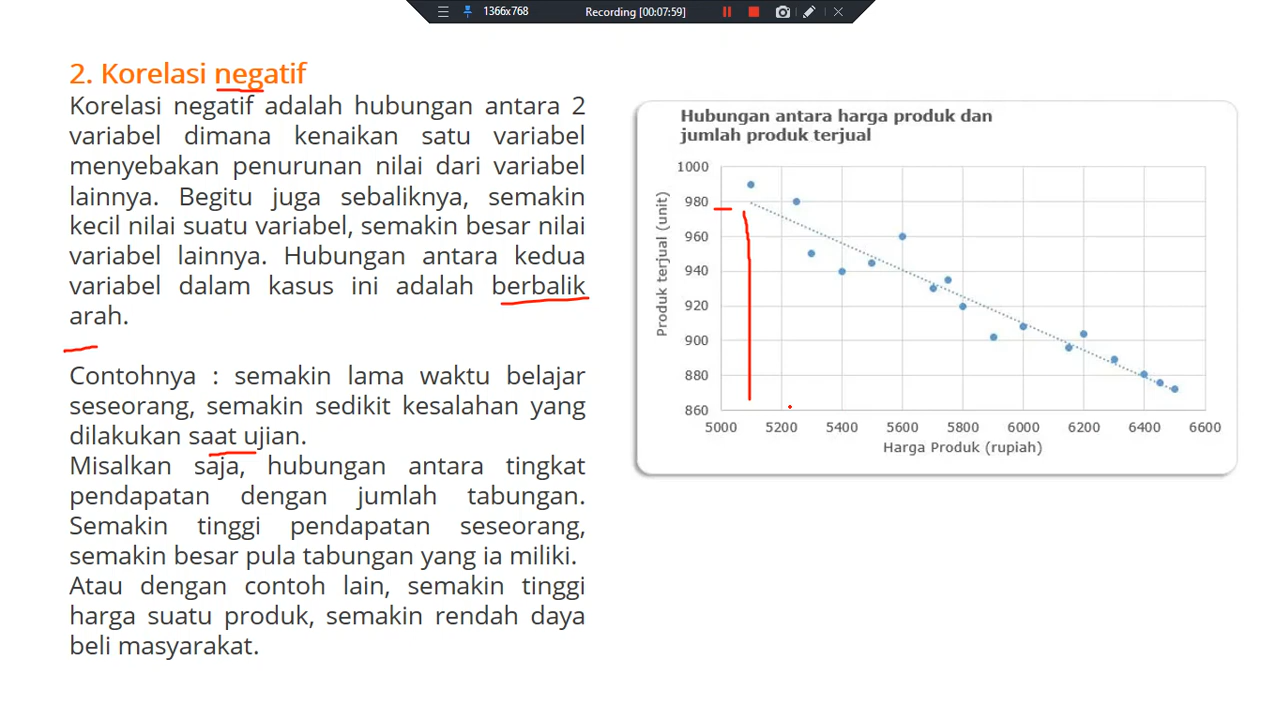 1366x768
Recording [00:07:59]
2. Korelasi negatif
Korelasi negatif adalah hubungan antara 2
variabel dimana kenaikan satu variabel
menyebakan penurunan nilai dari variabel
lainnya. Begitu juga sebaliknya, semakin
kecil nilai suatu variabel, semakin besar nilai
variabel lainnya. Hubungan antara kedua
variabel dalam kasus ini adalah berbalik
arah.
Contohnya : semakin lama waktu belajar
seseorang, semakin sedikit kesalahan yang
dilakukan saat ujian.
Misalkan saja, hubungan antara tingkat
pendapatan dengan jumlah tabungan.
Semakin tinggi pendapatan seseorang,
semakin besar pula tabungan yang ia miliki.
Atau dengan contoh lain, semakin tinggi
harga suatu produk, semakin rendah daya
beli masyarakat.
Hubungan antara harga produk dan
jumlah produk terjual
Produk terjual (unit)
1000
980
960
940
920
900
880
860
5000 5200 5400 5600 5800 6000 6200 6400 6600
Harga Produk (rupiah)